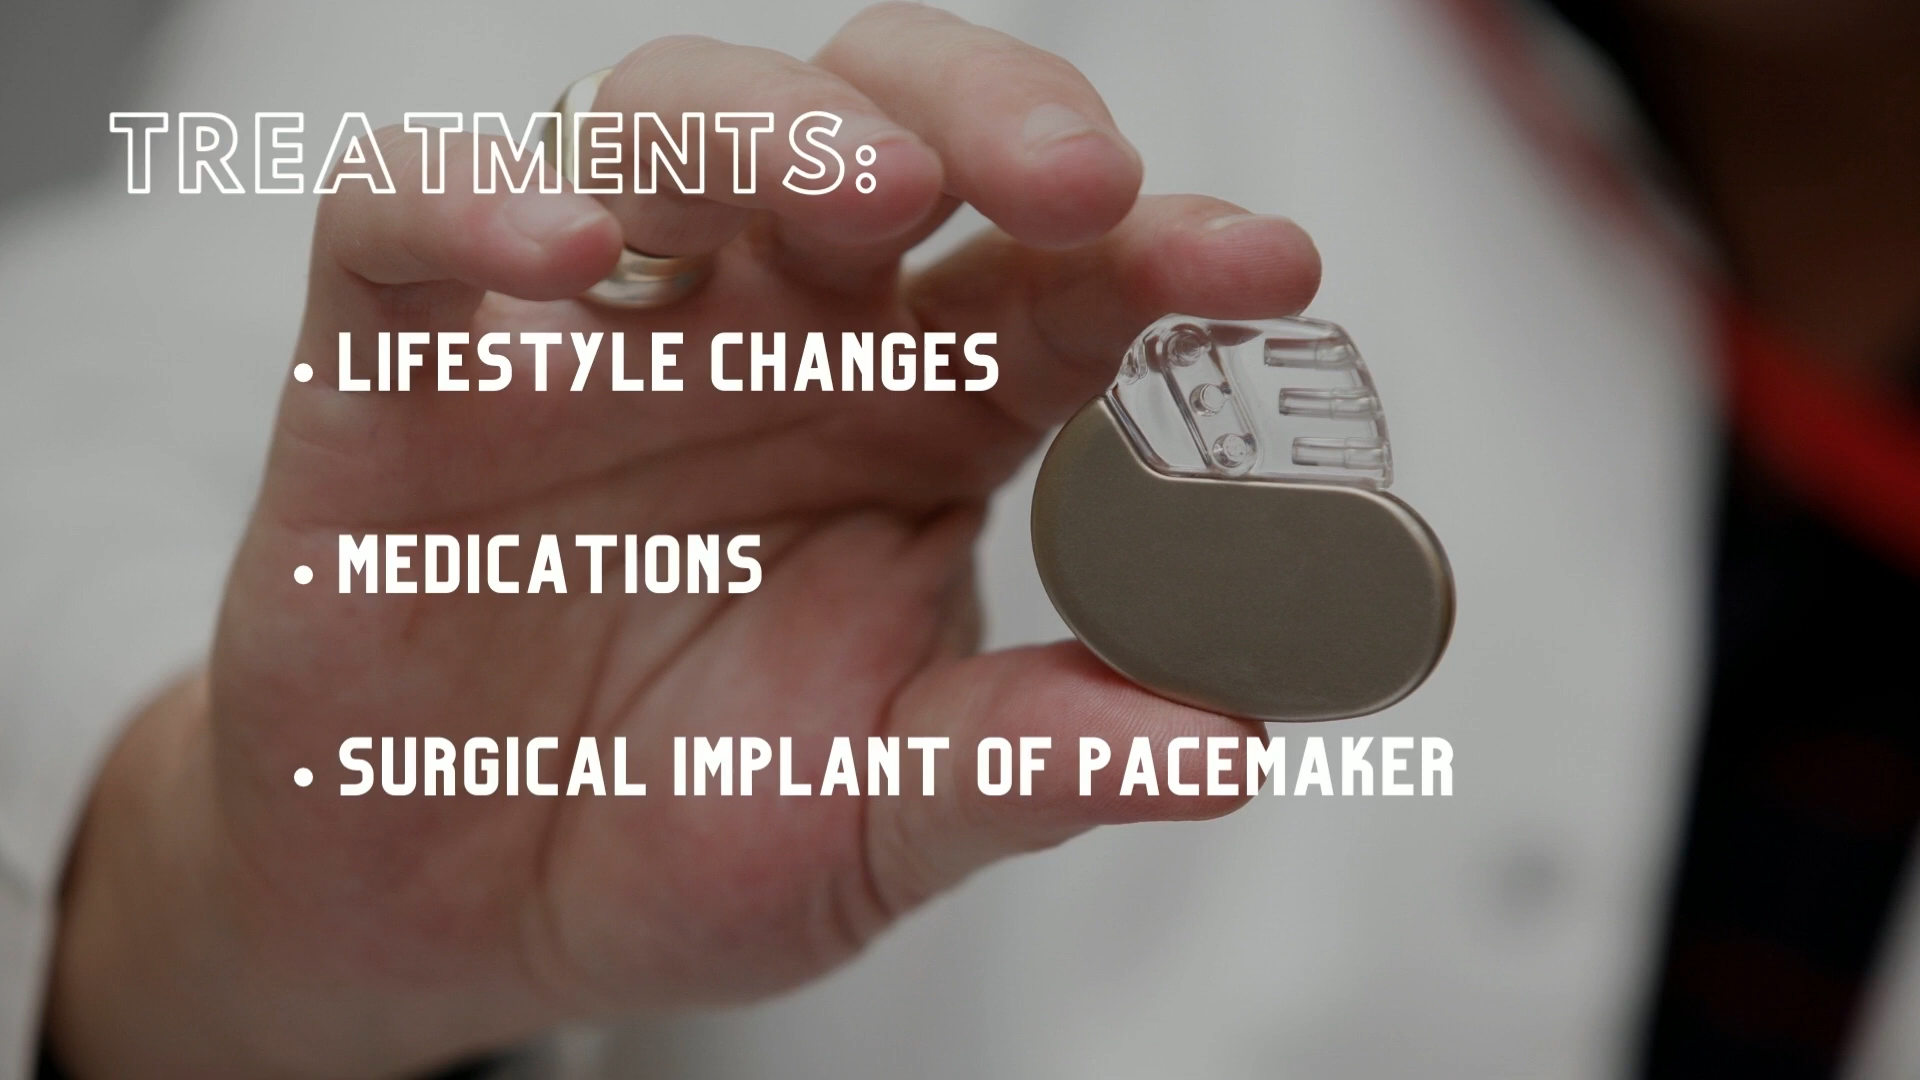 TREATMENTS:
• LIFESTYLE CHANGES
• MEDICATIONS
• SURGICAL IMPLANT OF PACEMAKER